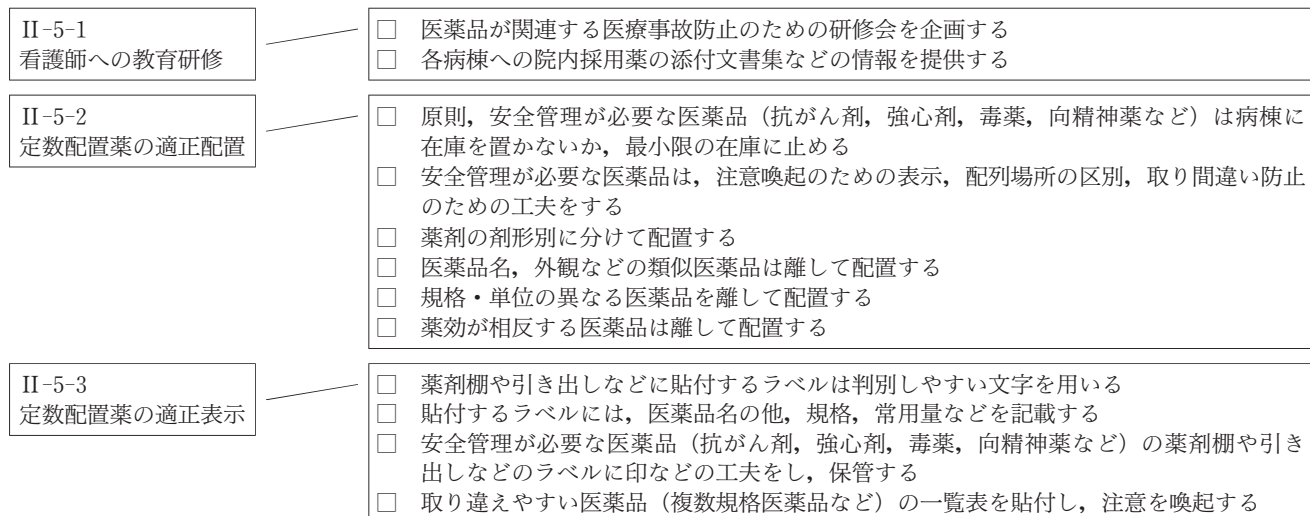 Ⅱ-5-1
看護師への教育研修
□ 医薬品が関連する医療事故防止のための研修会を企画する
□ 各病棟への院内採用薬の添付文書集などの情報を提供する
Ⅱ-5-2
定数配置薬の適正配置
□ 原則，安全管理が必要な医薬品（抗がん剤，強心剤，毒薬，向精神薬など）は病棟に
在庫を置かないか，最小限の在庫に止める
□ 安全管理が必要な医薬品は，注意喚起のための表示，配列場所の区別，取り間違い防止
のための工夫をする
□ 薬剤の剤形別に分けて配置する
□ 医薬品名，外観などの類似医薬品は離して配置する
□ 規格・単位の異なる医薬品を離して配置する
□ 薬効が相反する医薬品は離して配置する
Ⅱ-5-3
定数配置薬の適正表示
□ 薬剤棚や引き出しなどに貼付するラベルは判別しやすい文字を用いる
□ 貼付するラベルには，医薬品名の他，規格，常用量などを記載する
□ 安全管理が必要な医薬品（抗がん剤，強心剤，毒薬，向精神薬など）の薬剤棚や引き
出しなどのラベルに印などの工夫をし，保管する
□ 取り違えやすい医薬品（複数規格医薬品など）の一覧表を貼付し，注意を喚起する